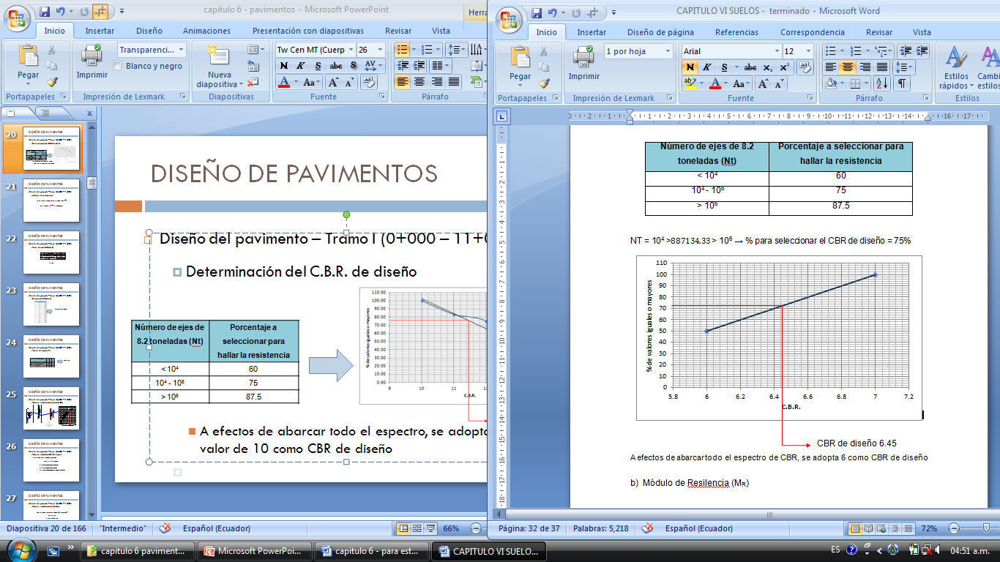 capitulo 6 - pavimentos - Microsoft PowerPoint
Herra
Inicio
Insertar
Diseño
Animaciones
Presentación con diapositivas
Revisar
Vista
Pegar
Imprimir
Transparenci...
Blanco y negro
Nueva
diapositiva
Tw Cen MT (Cuerp
26
Portapapeles
Impresión de Lexmark
Diapositivas
Fuente
Párrafo
20
21
22
23
24
25
26
27
DISEÑO DE PAVIMENTOS
Diseño del pavimento – Tramo I (0+000 – 11+0
Determinación del C.B.R. de diseño
Número de ejes de
8.2 toneladas (Nt)
Porcentaje a
seleccionar para
hallar la resistencia
< 10⁴
60
10⁴ - 10⁶
75
> 10⁶
87.5
% de valores iguales o mayores
110.00
100.00
90.00
80.00
70.00
60.00
50.00
40.00
30.00
20.00
10.00
0.00
9
10
11
12
C.B.R.
A efectos de abarcar todo el espectro, se adopta
valor de 10 como CBR de diseño
Diapositiva 20 de 166
"Intermedio"
Español (Ecuador)
66%
CAPITULO VI SUELOS - terminado - Microsoft Word
Inicio
Insertar
Diseño de página
Referencias
Correspondencia
Revisar
Vista
Pegar
Imprimir
1 por hoja
Arial
12
Estilos
rápidos
Cambi
estilos
Portapapeles
Impresión de Lexmark
Fuente
Párrafo
Estilos
Número de ejes de 8.2
toneladas (Nt)
Porcentaje a seleccionar para
hallar la resistencia
< 10⁴
60
10⁴ - 10⁶
75
> 10⁶
87.5
NT = 10⁴ >887134.33 > 10⁶ → % para seleccionar el CBR de diseño = 75%
% de valores iguales o mayores
110
100
90
80
70
60
50
40
30
20
10
0
5.8
6
6.2
6.4
6.6
6.8
7
7.2
C.B.R.
CBR de diseño 6.45
A efectos de abarcar todo el espectro de CBR, se adopta 6 como CBR de diseño
b) Módulo de Resilencia (MR)
Página: 32 de 37
Palabras: 5,218
Español (Ecuador)
72%
capitulo 6 paviment...
Microsoft PowerPoi...
capitulo 6 - para est...
CAPITULO VI SUELO...
ES
04:51 a.m.